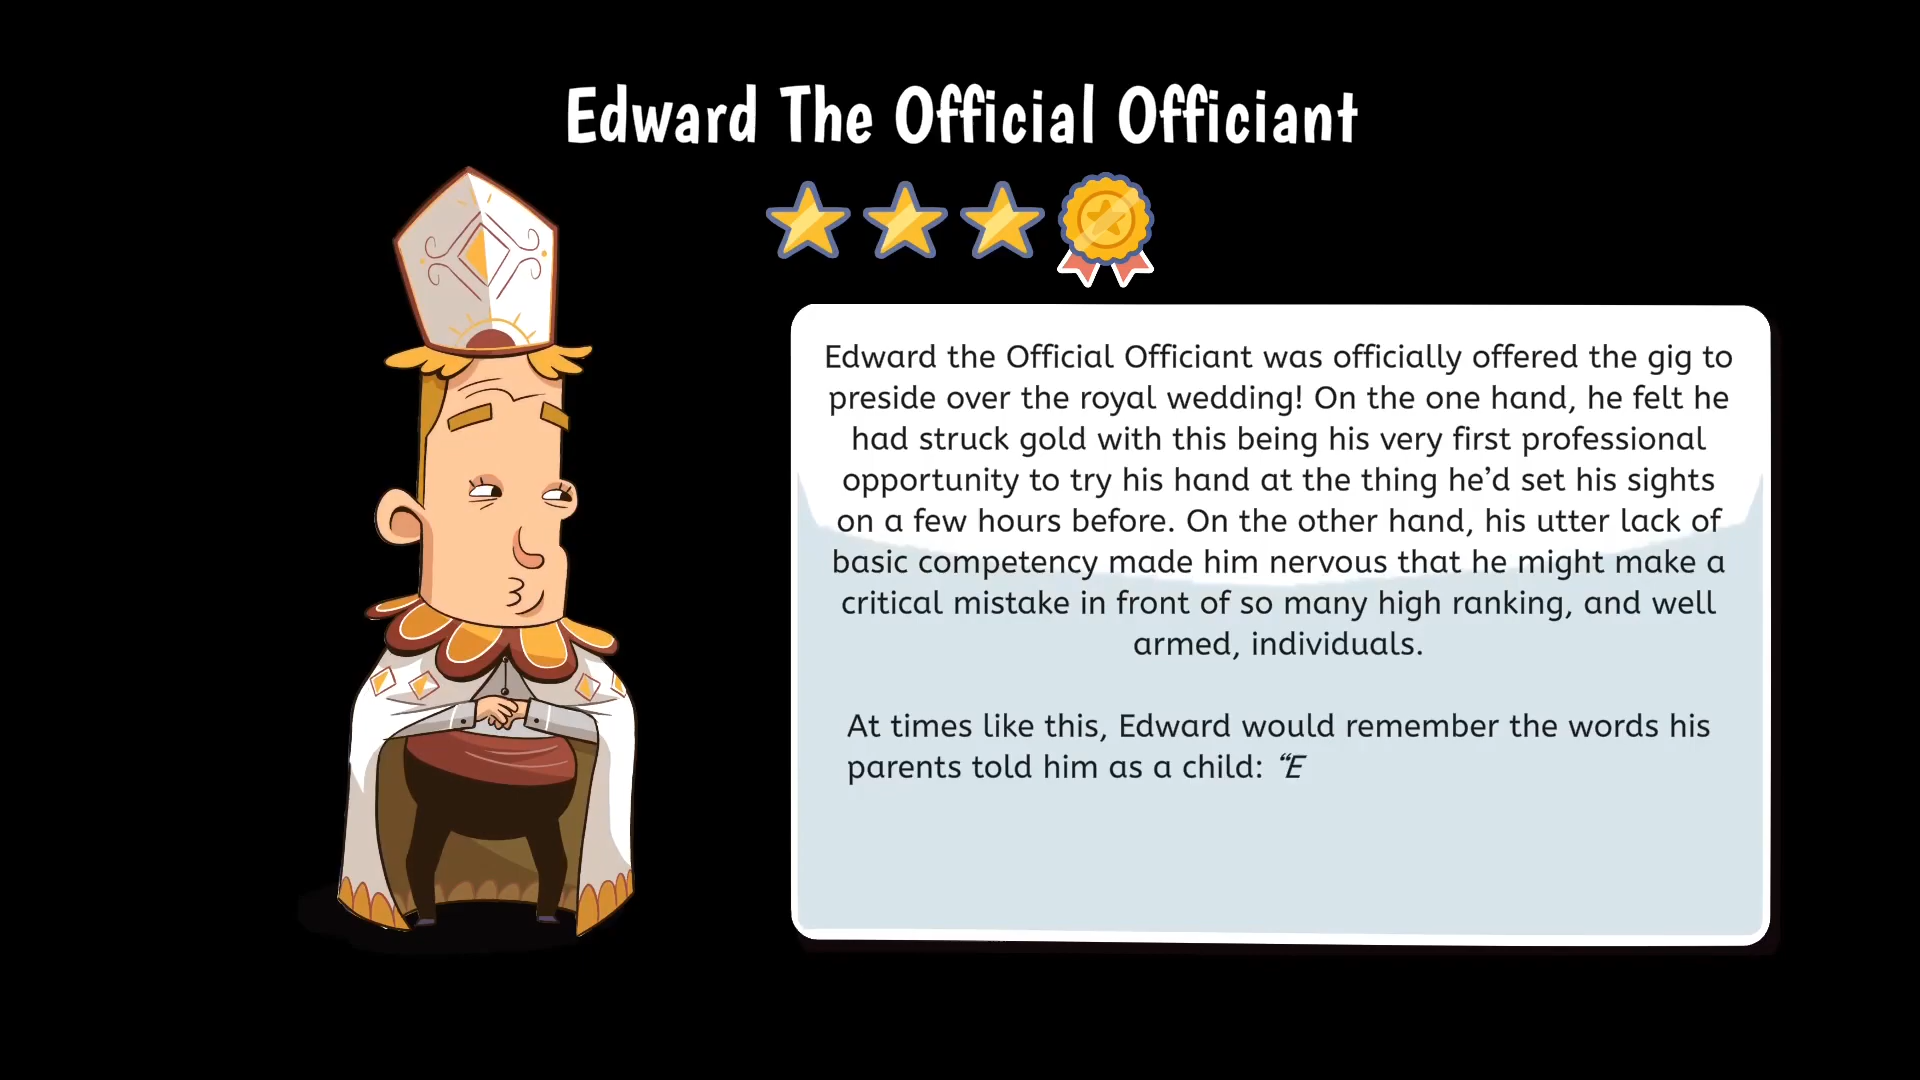 Edward The Official Officiant
Edward the Official Officiant was officially offered the gig to
preside over the royal wedding! On the one hand, he felt he
had struck gold with this being his very first professional
opportunity to try his hand at the thing he’d set his sights
on a few hours before. On the other hand, his utter lack of
basic competency made him nervous that he might make a
critical mistake in front of so many high ranking, and well
armed, individuals.
At times like this, Edward would remember the words his
parents told him as a child: “E